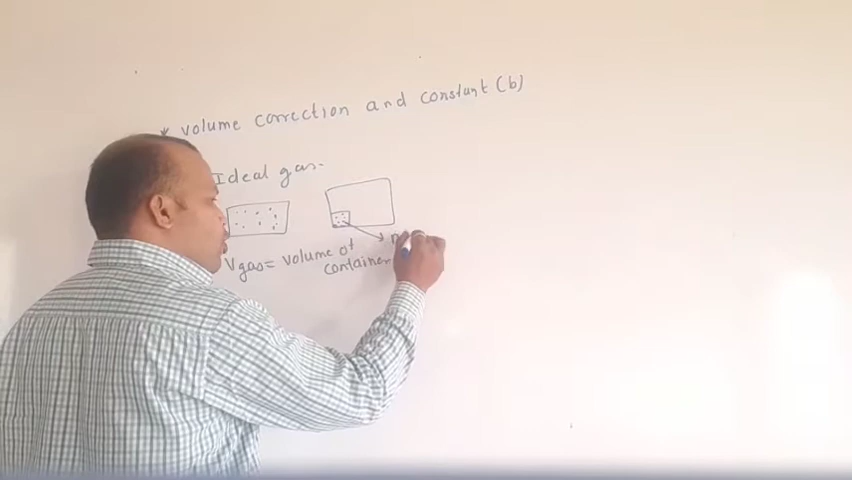 * volume correction and constant (b)
Ideal gas.
Vgas = volume of
container